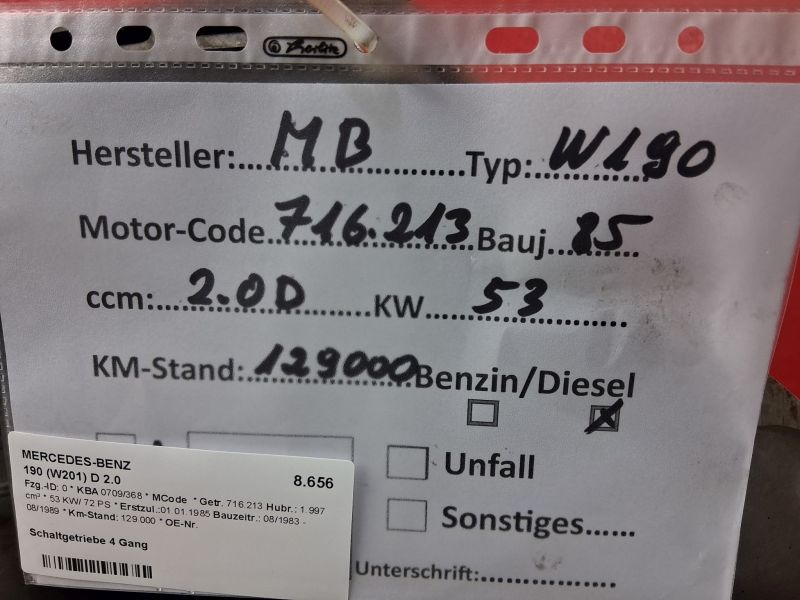 Herlitz
Hersteller: MB Typ: W190
Motor-Code 716.213 Bauj 85
ccm: 2.0D KW 53
KM-Stand: 129000 Benzin/Diesel
Unfall
Sonstiges......
Unterschrift:
MERCEDES-BENZ
190 (W201) D 2.0 8.656
Fzg.-ID: 0 * KBA 0709/368 * MCode * Getr. 716.213 Hubr.: 1.997
cm³ * 53 KW/ 72 PS * Erstzul.:01.01.1985 Bauzeitr.: 08/1983 -
08/1989 * Km-Stand: 129.000 * OE-Nr.
Schaltgetriebe 4 Gang